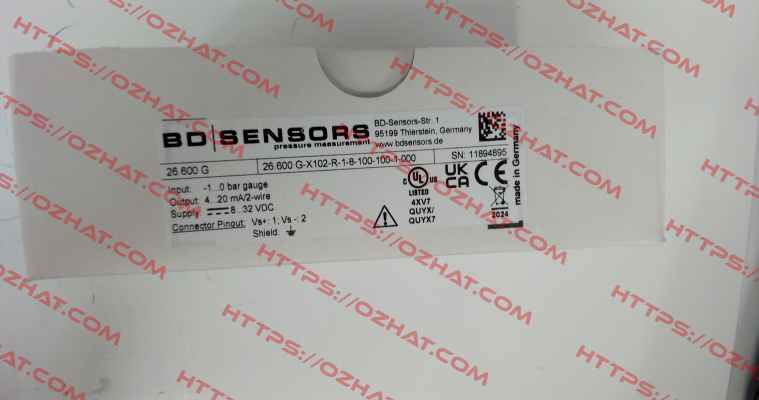 BD|SENSORS
pressure measurement
BD-Sensors-Str. 1
95199 Thierstein, Germany
www.bdsensors.de
26.600 G
26.600 G-X102-R-1-8-100-100-1-000
SN: 11894895
Input: -1...0 bar gauge
Output: 4...20 mA/2-wire
Supply: 8...32 VDC
Connector Pinout: Vs+: 1; Vs -: 2
Shield:
C UL US
LISTED
4XV7
QUYX/
QUYX7
UK
CA
CE
2024
made in Germany
HTTPS://OZHAT.COM